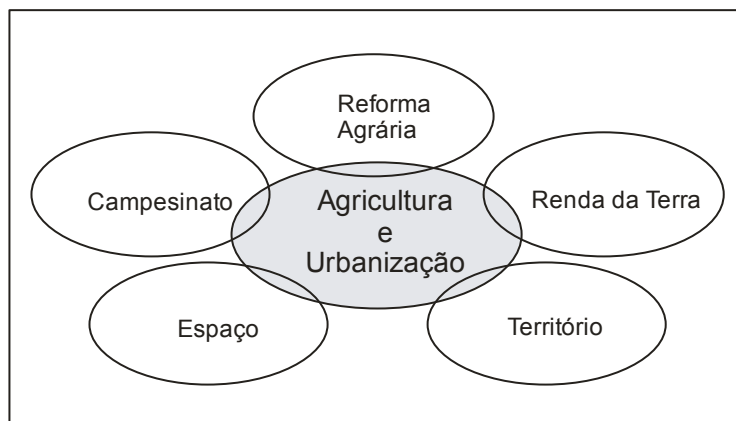 Reforma
Agrária
Campesinato
Agricultura
e
Urbanização
Renda da Terra
Espaço
Território